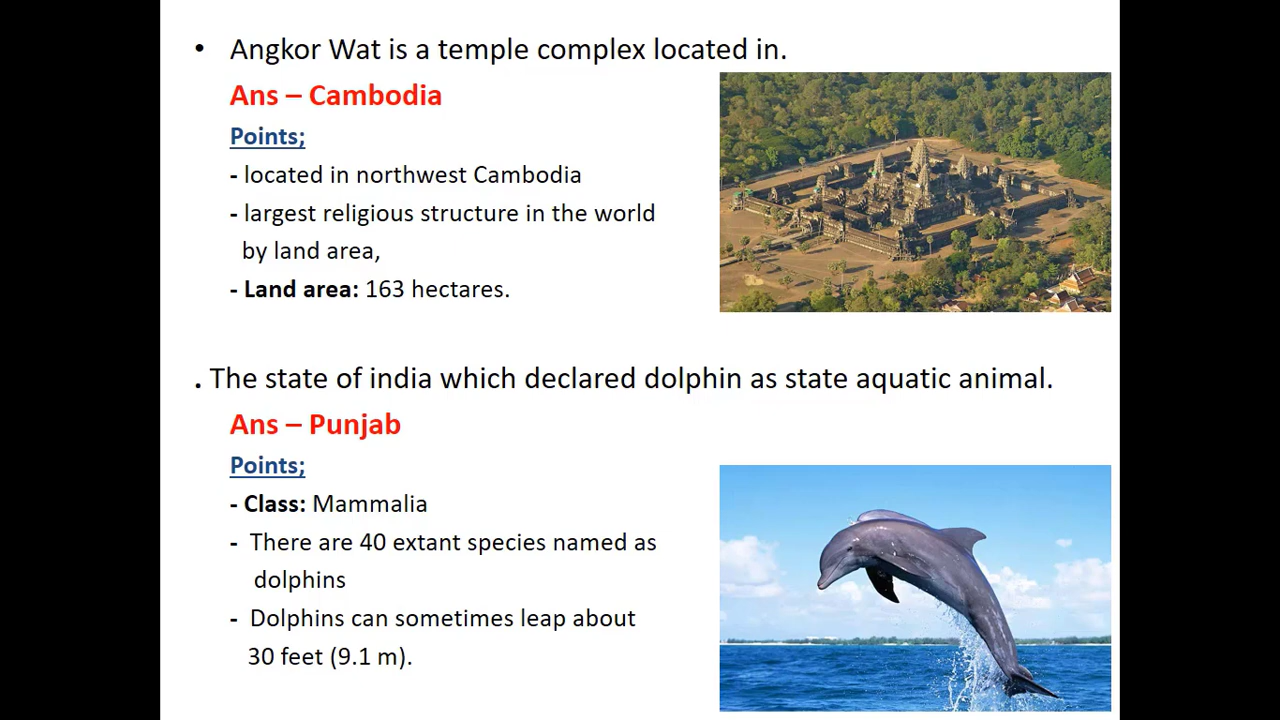 • Angkor Wat is a temple complex located in.
Ans – Cambodia
Points;
- located in northwest Cambodia
- largest religious structure in the world
by land area,
- Land area: 163 hectares.
. The state of india which declared dolphin as state aquatic animal.
Ans – Punjab
Points;
- Class: Mammalia
- There are 40 extant species named as
dolphins
- Dolphins can sometimes leap about
30 feet (9.1 m).